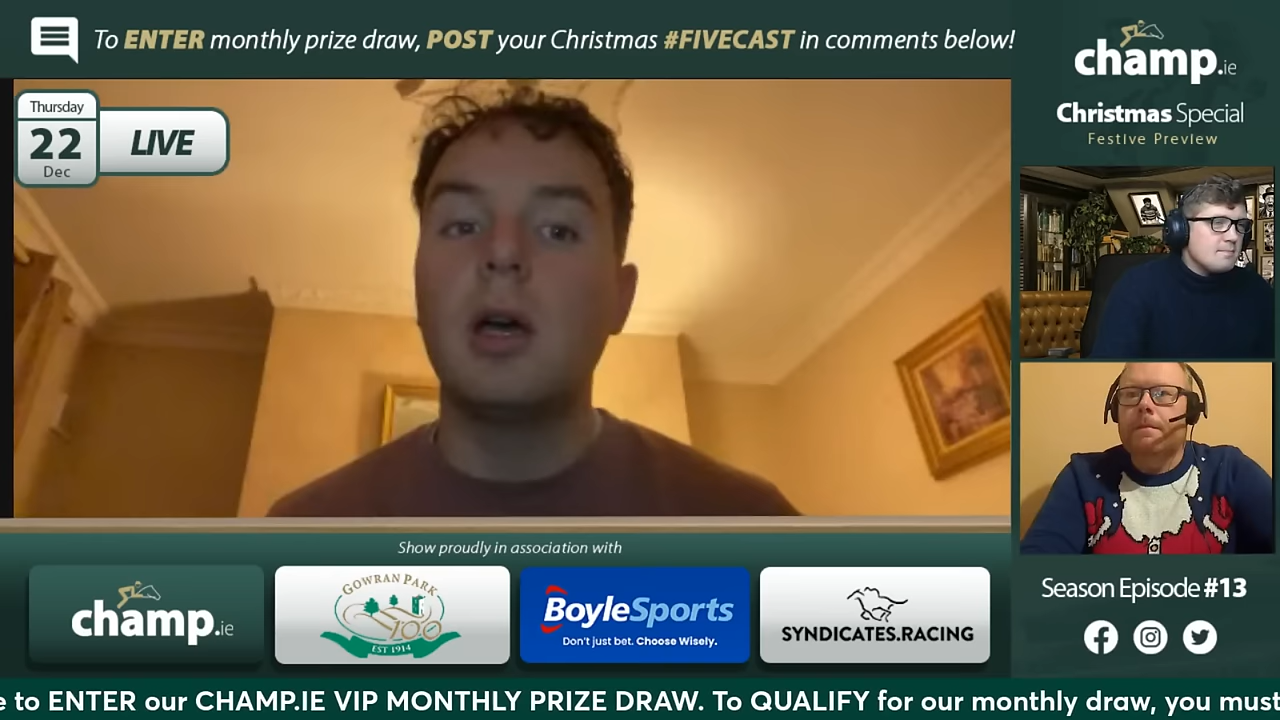 To ENTER monthly prize draw, POST your Christmas #FIVECAST in comments below!
champ.ie
Christmas Special
Festive Preview
Thursday
22
Dec
LIVE
Show proudly in association with
champ.ie
GOWRAN PARK
100
EST 1914
BoyleSports
Don't just bet. Choose Wisely.
SYNDICATES.RACING
Season Episode #13
e to ENTER our CHAMP.IE VIP MONTHLY PRIZE DRAW. To QUALIFY for our monthly draw, you must